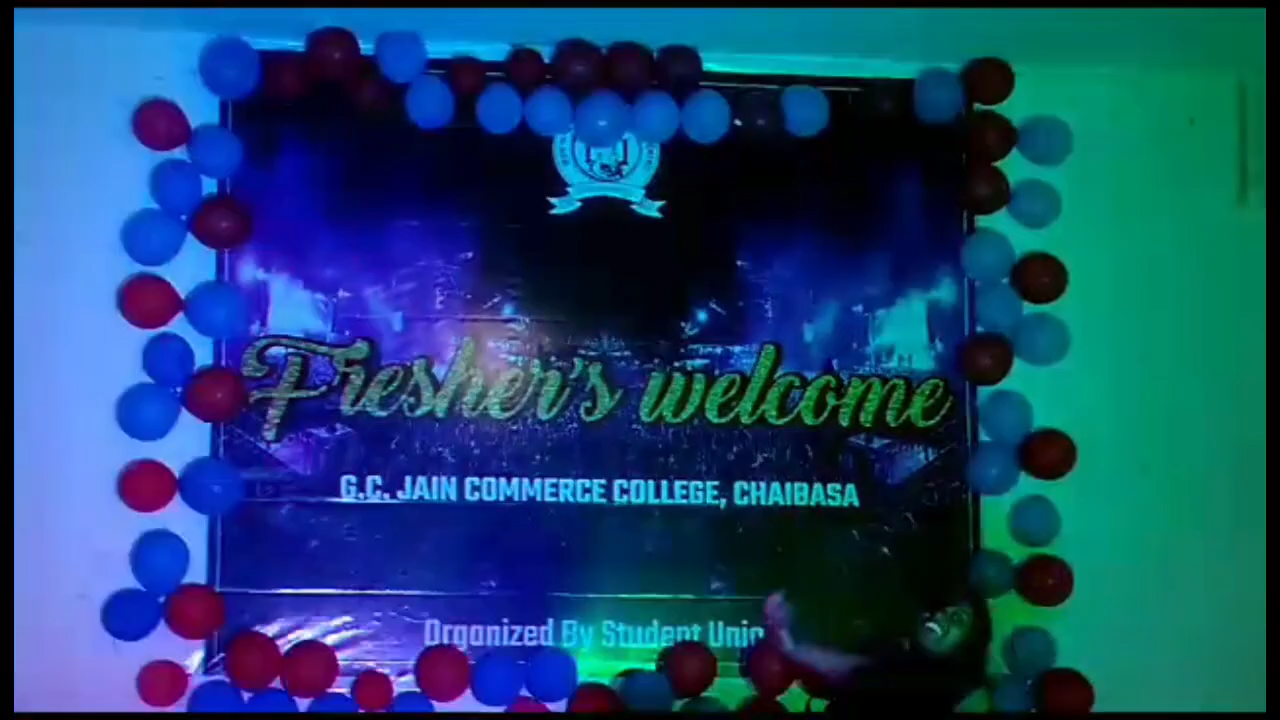 Fresher's welcome
G.C. JAIN COMMERCE COLLEGE, CHAIBASA
Organized By Student